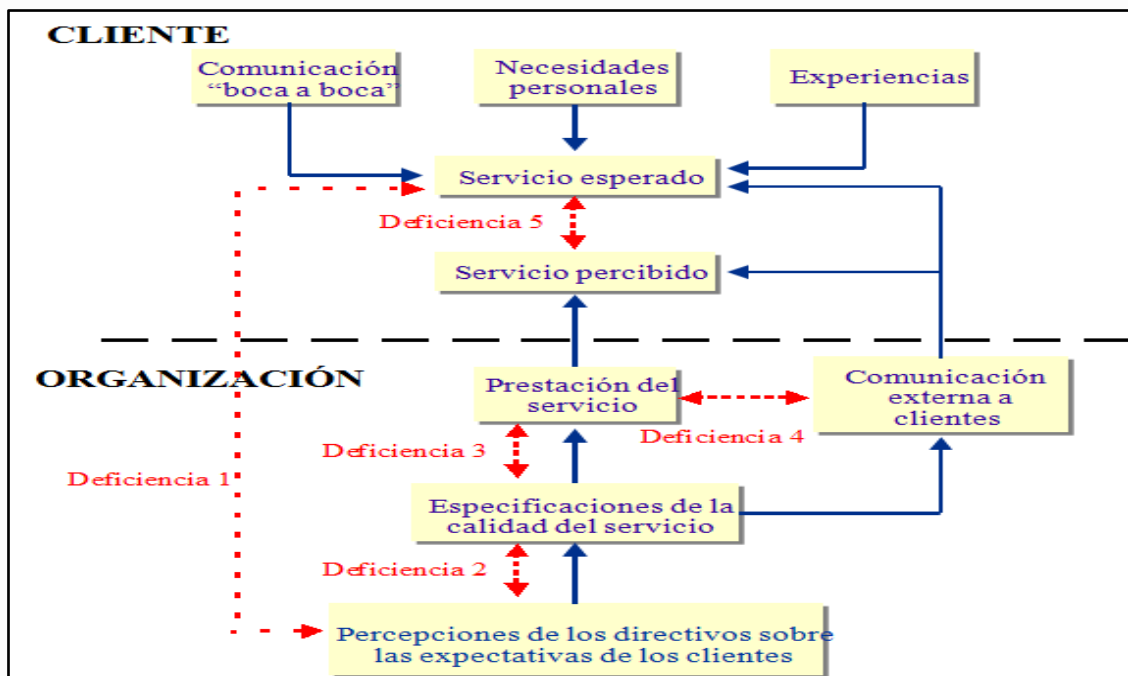 CLIENTE
Comunicación
“boca a boca”
Necesidades
personales
Experiencias
Servicio esperado
Deficiencia 5
Servicio percibido
ORGANIZACIÓN
Prestación del
servicio
Comunicación
externa a
clientes
Deficiencia 4
Deficiencia 3
Deficiencia 1
Especificaciones de la
calidad del servicio
Deficiencia 2
Percepciones de los directivos sobre
las expectativas de los clientes